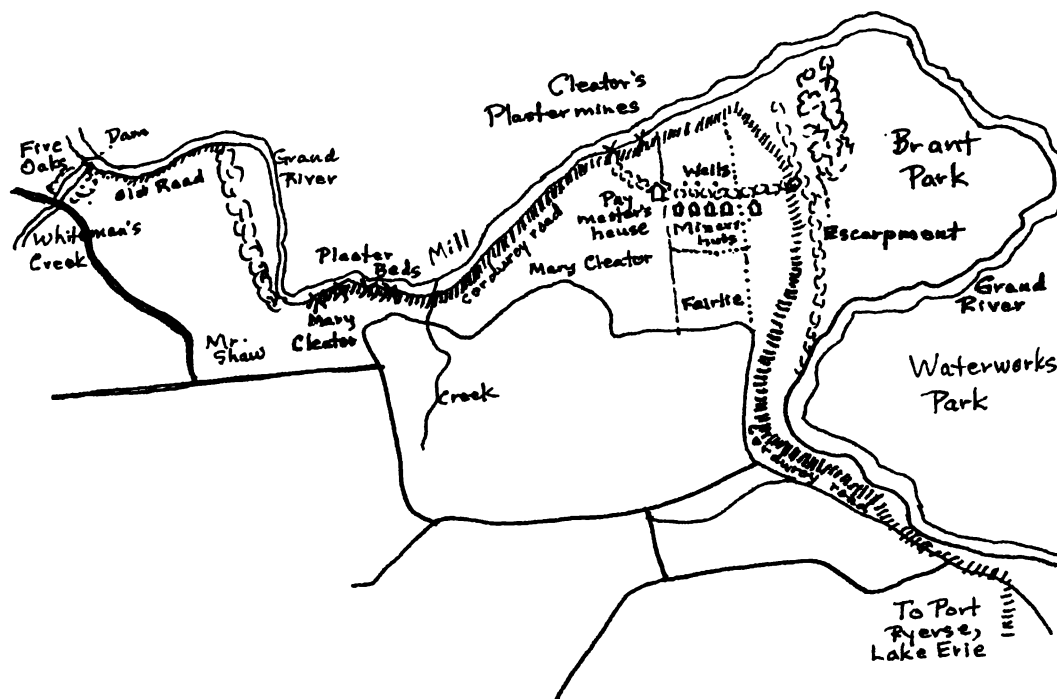 Cleator's
Plastermines
Dam
Five
Oaks
Old Road
Grand
River
Whiteman's
Creek
Plaster
Beds
Mill
Corduroy road
Mary
Cleator
Mr.
Shaw
Creek
Wells
Pay
master's
house
Miners'
huts
Mary Cleator
Fairlie
Brant
Park
Escarpment
Grand
River
Waterworks
Park
Corduroy road
To Port
Ryerse,
Lake Erie